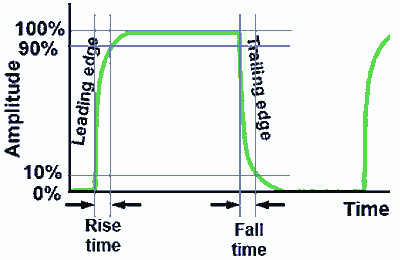 100%
90%
Leading edge
Trailing edge
Amplitude
10%
0%
Time
Rise
time
Fall
time